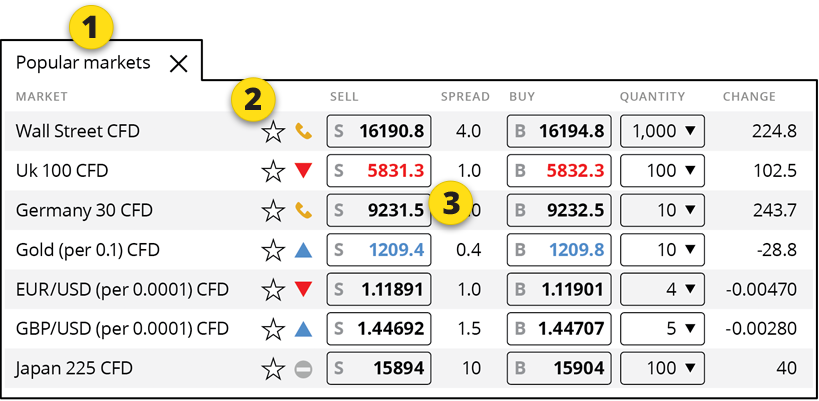 1
Popular markets
2
MARKET SELL SPREAD BUY QUANTITY CHANGE
Wall Street CFD S 16190.8 4.0 B 16194.8 1,000 224.8
Uk 100 CFD S 5831.3 1.0 B 5832.3 100 102.5
3
Germany 30 CFD S 9231.5 B 9232.5 10 243.7
Gold (per 0.1) CFD S 1209.4 0.4 B 1209.8 10 -28.8
EUR/USD (per 0.0001) CFD S 1.11891 1.0 B 1.11901 4 -0.00470
GBP/USD (per 0.0001) CFD S 1.44692 1.5 B 1.44707 5 -0.00280
Japan 225 CFD S 15894 10 B 15904 100 40